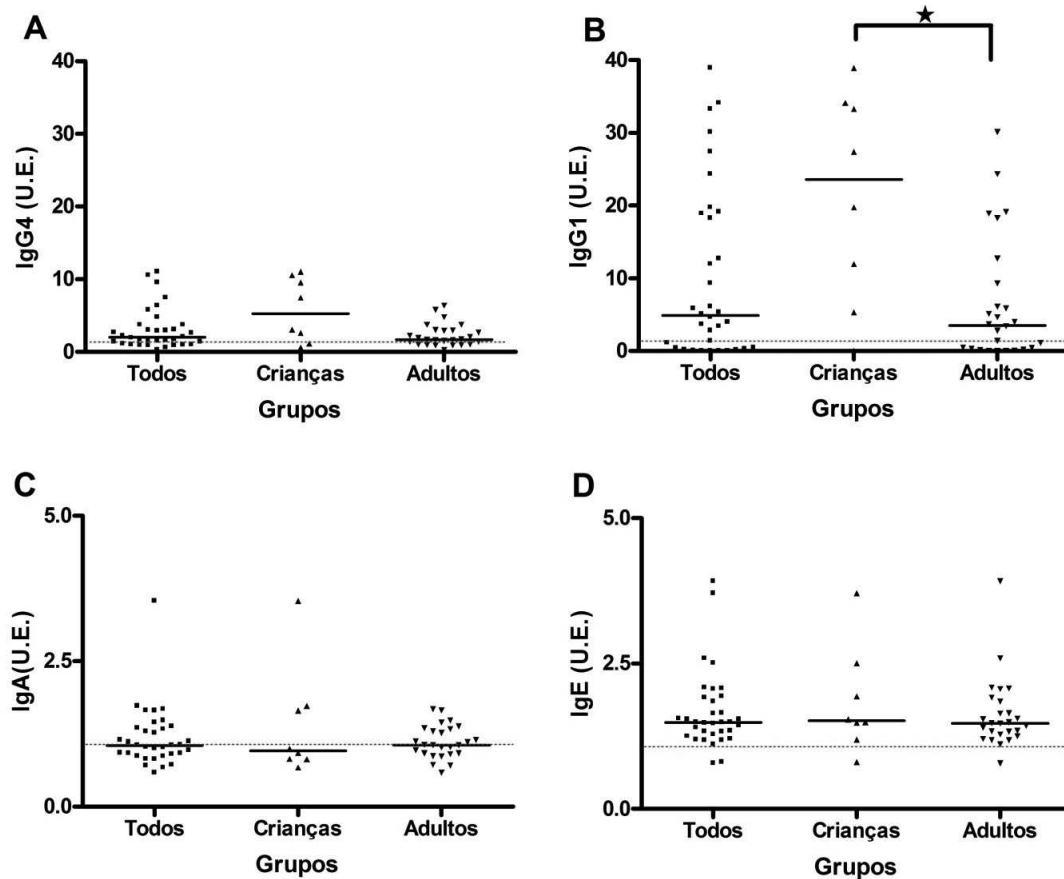 A
IgG4 (U.E.)
40
30
20
10
0
Todos Crianças Adultos
Grupos
B
IgG1 (U.E.)
40
30
20
10
0
Todos Crianças Adultos
Grupos
C
IgA(U.E.)
5.0
2.5
0.0
Todos Crianças Adultos
Grupos
D
IgE (U.E.)
5.0
2.5
0.0
Todos Crianças Adultos
Grupos